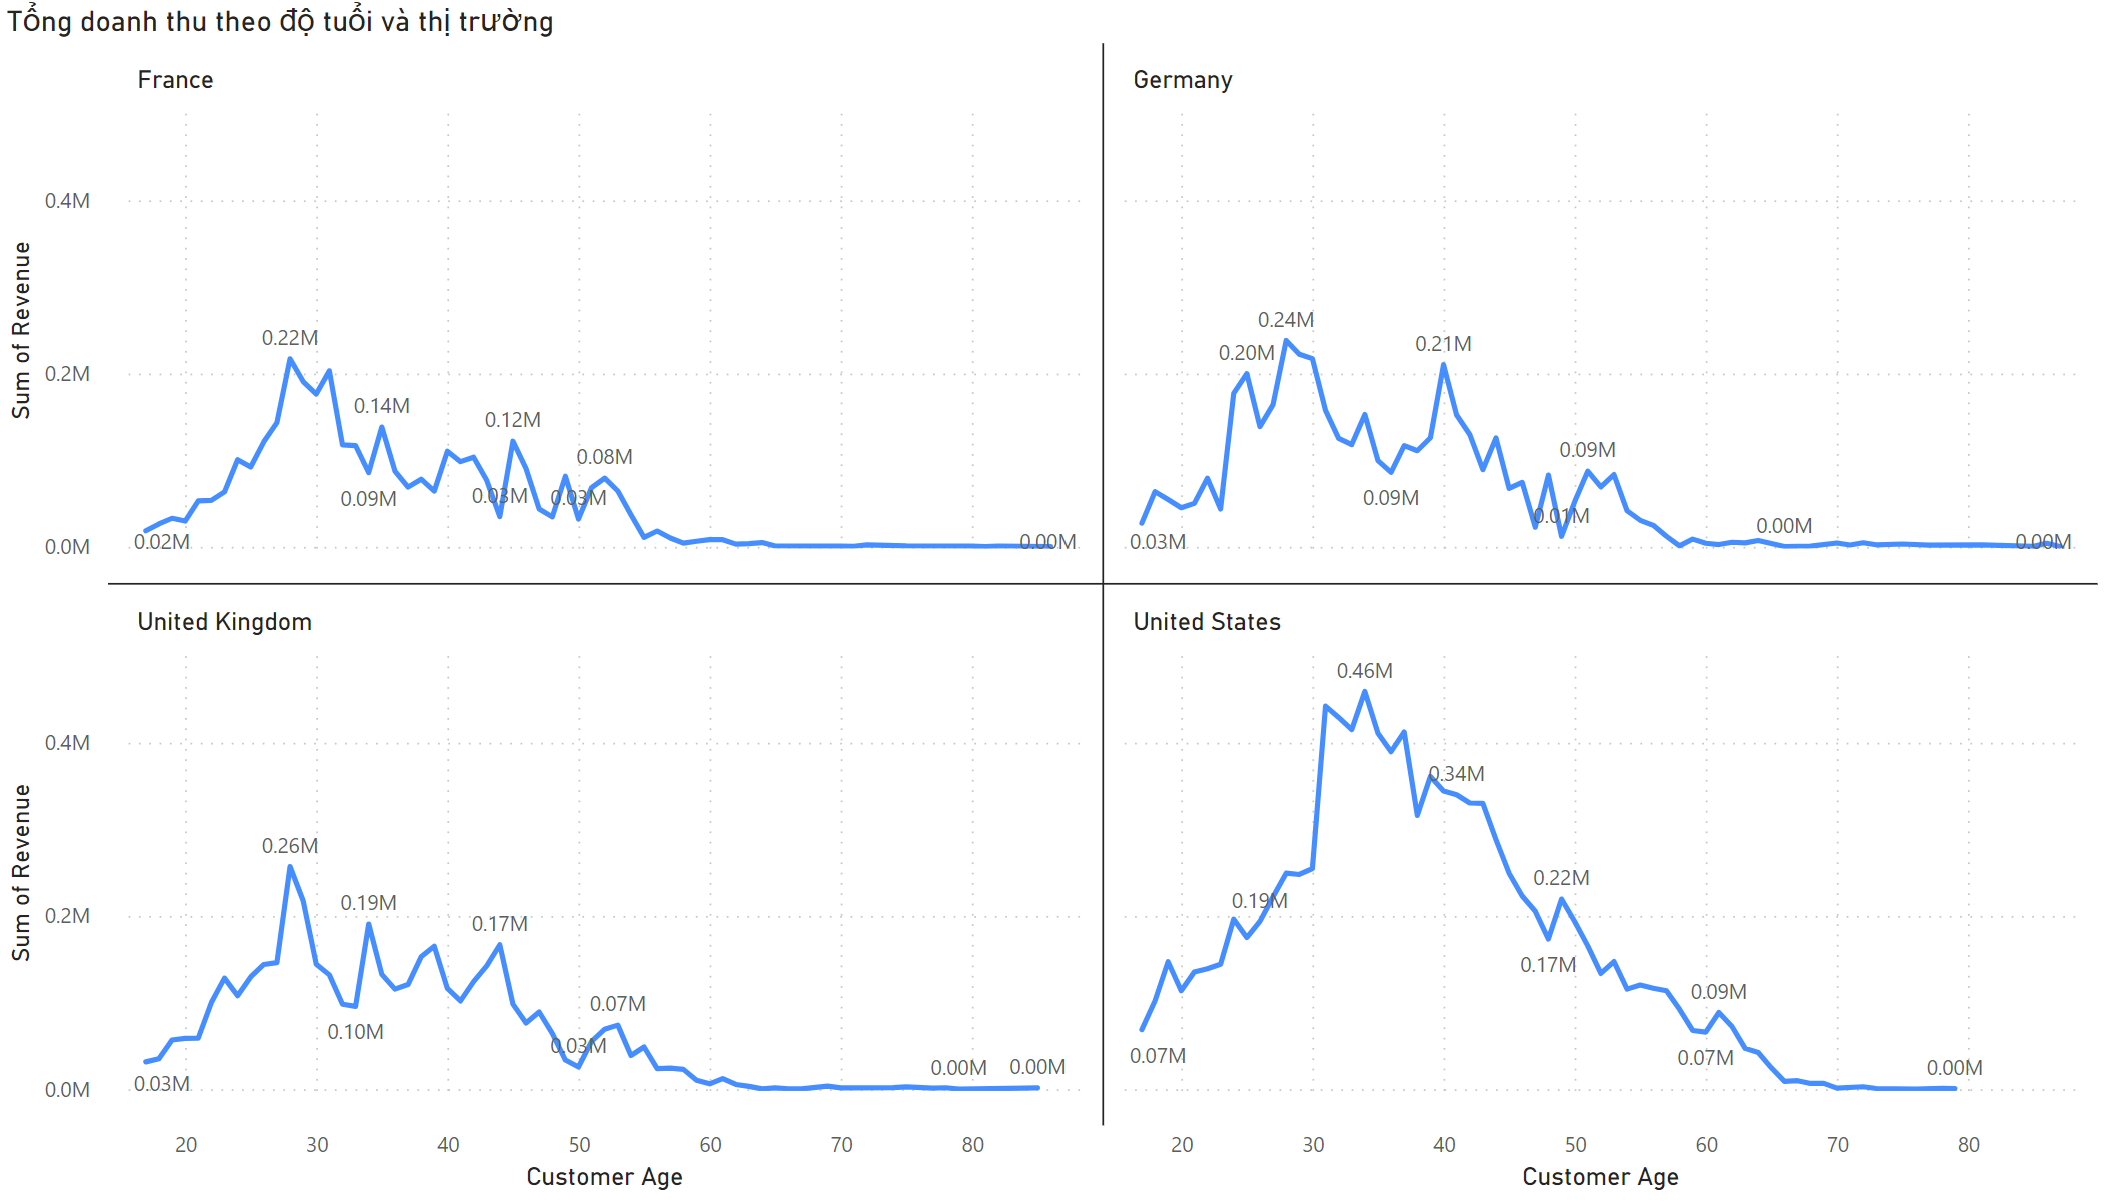 Tổng doanh thu theo độ tuổi và thị trường
France
Germany
0.4M
0.2M
0.0M
Sum of Revenue
0.02M
0.22M
0.09M
0.14M
0.03M
0.12M
0.03M
0.08M
0.00M
0.03M
0.20M
0.24M
0.09M
0.21M
0.01M
0.09M
0.00M
0.00M
United Kingdom
United States
0.4M
0.2M
0.0M
Sum of Revenue
0.03M
0.26M
0.10M
0.19M
0.17M
0.03M
0.07M
0.00M
0.00M
0.07M
0.19M
0.46M
0.34M
0.17M
0.22M
0.07M
0.09M
0.00M
20 30 40 50 60 70 80
20 30 40 50 60 70 80
Customer Age
Customer Age